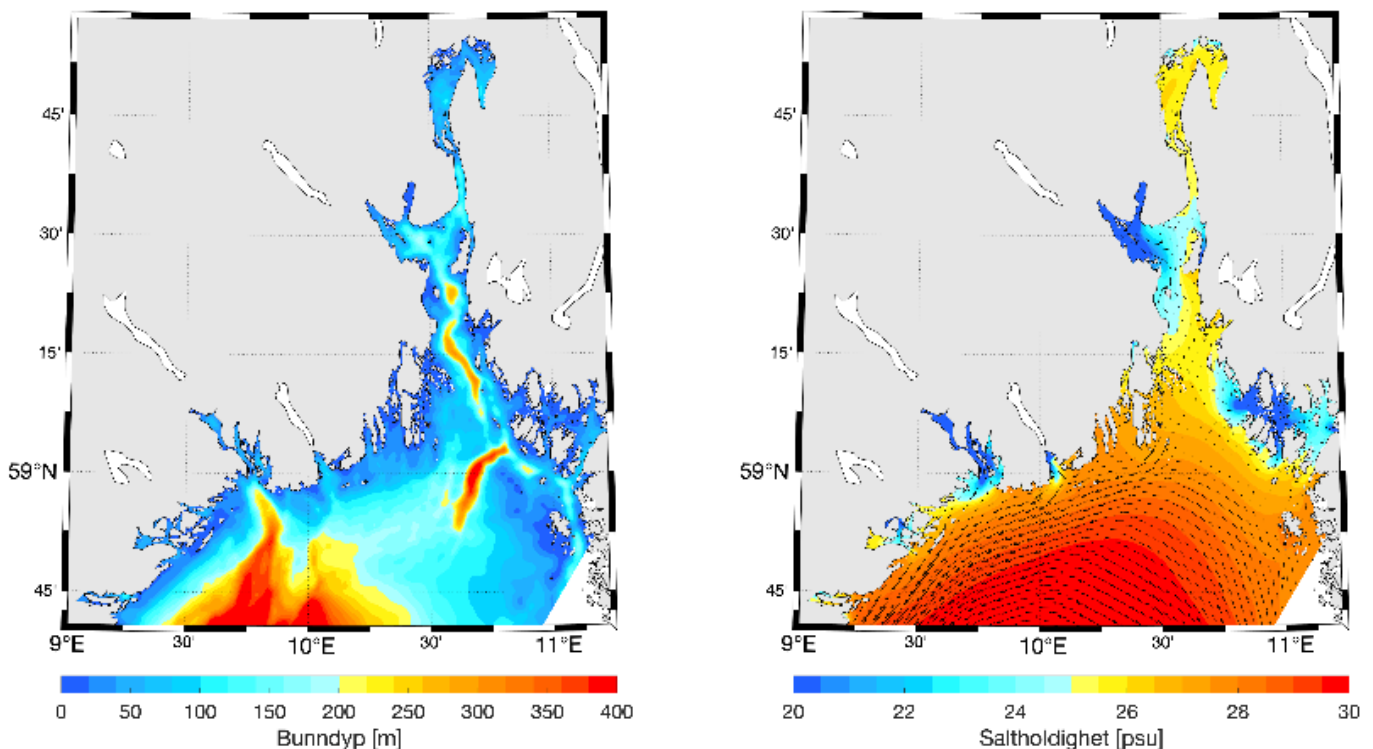 45' 45'
30' 30'
15' 15'
59°N 59°N
45' 45'
9°E 30' 10°E 30' 11°E 9°E 30' 10°E 30' 11°E
0 50 100 150 200 250 300 350 400 20 22 24 26 28 30
Bunndyp [m] Saltholdighet [psu]